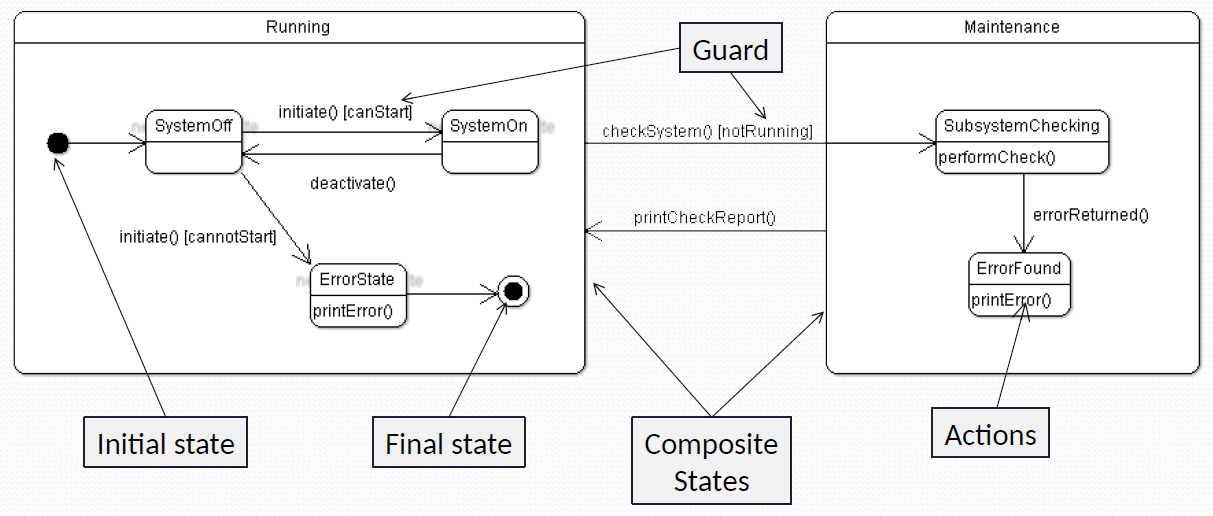 Running
Maintenance
Guard
initiate() [canStart]
SystemOff
SystemOn
checkSystem() [notRunning]
SubsystemChecking
performCheck()
deactivate()
printCheckReport()
errorReturned()
initiate() [cannotStart]
ErrorState
printError()
ErrorFound
printError()
Initial state
Final state
Composite
States
Actions